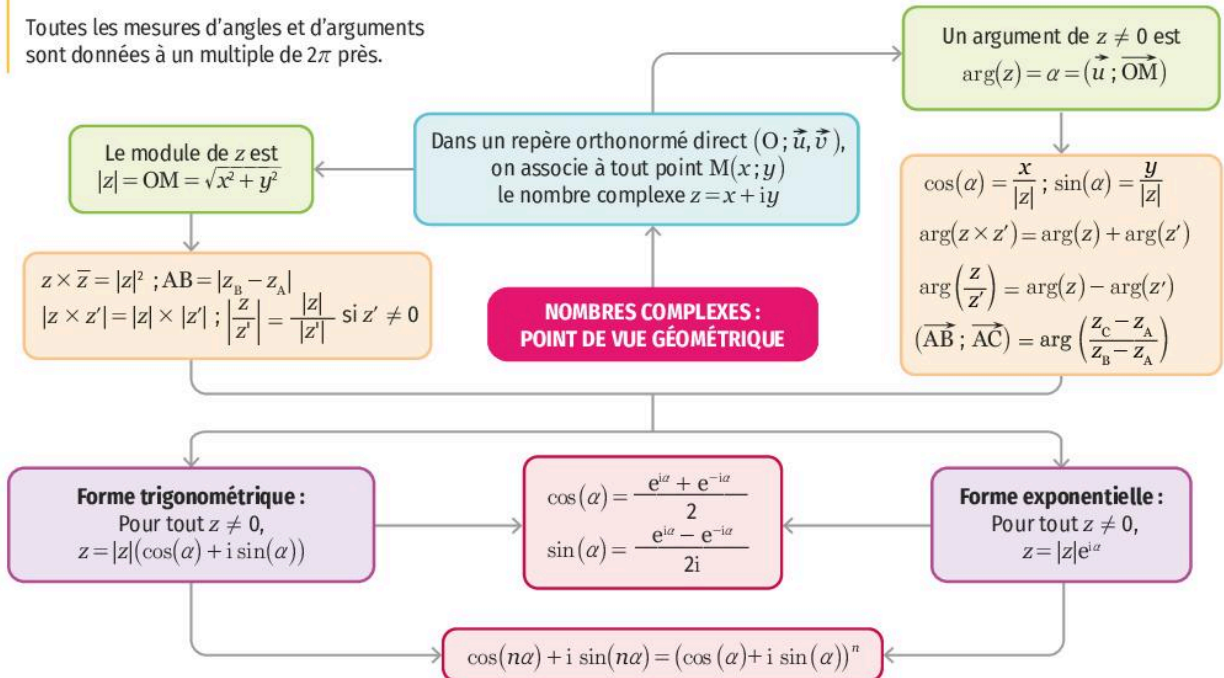 Toutes les mesures d'angles et d'arguments
sont données à un multiple de 2π près.
Un argument de z ≠ 0 est
arg(z) = α = (u⃗ ; OM⃗)
Dans un repère orthonormé direct (O ; u⃗, v⃗),
on associe à tout point M(x ; y)
le nombre complexe z = x + iy
Le module de z est
|z| = OM = √(x² + y²)
cos(α) = x/|z| ; sin(α) = y/|z|
arg(z × z') = arg(z) + arg(z')
arg(z/z') = arg(z) − arg(z')
(AB⃗ ; AC⃗) = arg((z_C − z_A)/(z_B − z_A))
z × z̅ = |z|² ; AB = |z_B − z_A|
|z × z'| = |z| × |z'| ; |z/z'| = |z|/|z'| si z' ≠ 0
NOMBRES COMPLEXES :
POINT DE VUE GÉOMÉTRIQUE
Forme trigonométrique :
Pour tout z ≠ 0,
z = |z|(cos(α) + i sin(α))
cos(α) = (e^(iα) + e^(−iα))/2
sin(α) = (e^(iα) − e^(−iα))/2i
Forme exponentielle :
Pour tout z ≠ 0,
z = |z|e^(iα)
cos(nα) + i sin(nα) = (cos(α) + i sin(α))^n